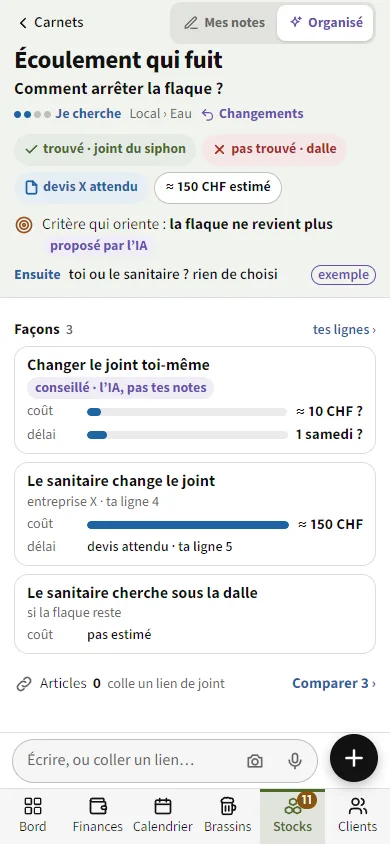 Carnets
Mes notes
Organisé
Écoulement qui fuit
Comment arrêter la flaque ?
Je cherche Local › Eau Changements
trouvé · joint du siphon
pas trouvé · dalle
devis X attendu
≈ 150 CHF estimé
Critère qui oriente : la flaque ne revient plus
proposé par l'IA
Ensuite toi ou le sanitaire ? rien de choisi
exemple
Façons 3
tes lignes ›
Changer le joint toi-même
conseillé · l'IA, pas tes notes
coût ≈ 10 CHF ?
délai 1 samedi ?
Le sanitaire change le joint
entreprise X · ta ligne 4
coût ≈ 150 CHF
délai devis attendu · ta ligne 5
Le sanitaire cherche sous la dalle
si la flaque reste
coût pas estimé
Articles 0 colle un lien de joint
Comparer 3 ›
Écrire, ou coller un lien…
11
Bord Finances Calendrier Brassins Stocks Clients